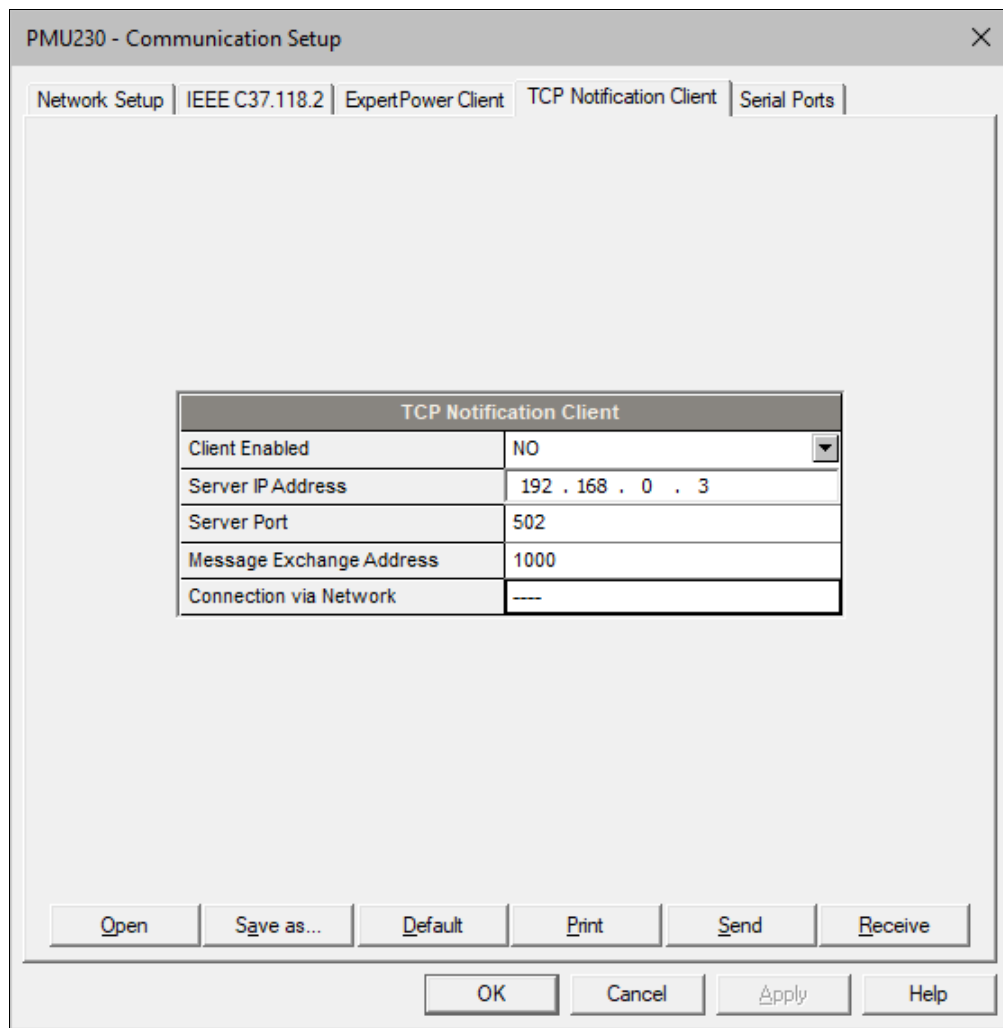 PMU230 - Communication Setup
Network Setup IEEE C37.118.2 ExpertPower Client TCP Notification Client Serial Ports
TCP Notification Client
Client Enabled NO
Server IP Address 192 . 168 . 0 . 3
Server Port 502
Message Exchange Address 1000
Connection via Network ----
Open Save as... Default Print Send Receive
OK Cancel Apply Help